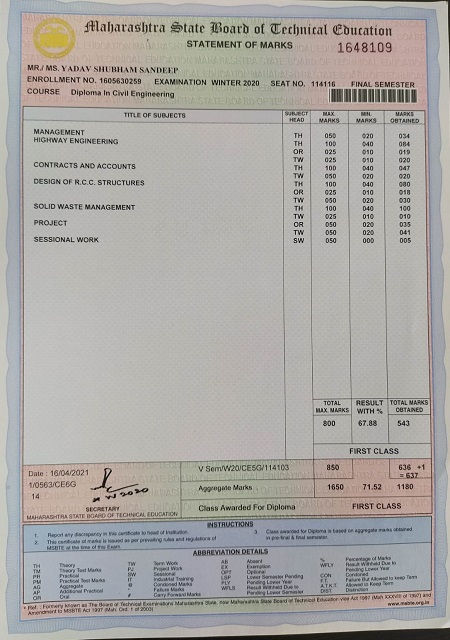 Maharashtra State Board of Technical Education
STATEMENT OF MARKS
1648109
MR./ MS. YADAV SHUBHAM SANDEEP
ENROLLMENT NO. 1605630259 EXAMINATION WINTER 2020 SEAT NO. 114116 FINAL SEMESTER
COURSE Diploma In Civil Engineering
TITLE OF SUBJECTS SUBJECT HEAD MAX. MARKS MIN. MARKS MARKS OBTAINED
MANAGEMENT TH 050 020 034
HIGHWAY ENGINEERING TH 100 040 084
OR 025 010 019
TW 025 010 020
CONTRACTS AND ACCOUNTS TH 100 040 047
TW 050 020 020
DESIGN OF R.C.C. STRUCTURES TH 100 040 080
OR 025 010 018
TW 050 020 030
SOLID WASTE MANAGEMENT TH 100 040 100
TW 025 010 010
PROJECT OR 050 020 035
TW 050 020 041
SESSIONAL WORK SW 050 000 005
TOTAL MAX. MARKS RESULT WITH % TOTAL MARKS OBTAINED
800 67.88 543
FIRST CLASS
Date : 16/04/2021
f/0563/CE6G
14
V Sem/W20/CE5G/114103 850 636 +1
= 637
Aggregate Marks 1650 71.52 1180
Class Awarded For Diploma FIRST CLASS
SECRETARY
MAHARASHTRA STATE BOARD OF TECHNICAL EDUCATION
INSTRUCTIONS
1. Report any discrepancy in this certificate to head of Institution.
2. This certificate of marks is issued as per prevailing rules and regulations of MSBTE at the time of this Exam.
3. Class awarded for Diploma is based on aggregate marks obtained in pre-final & final semester.
ABBREVIATION DETAILS
TH Theory TW Term Work AB Absent % Percentage of Marks
TM Theory Test Marks PJ Project Work EX Exemption WFLY Result Withheld Due to Pending Lower Year
PR Practical SW Sessional OPT Optional
PM Practical Test Marks IT Industrial Training LSP Lower Semester Pending CON Condoned
AG Aggregate @ Condoned Marks PLY Pending Lower Year F.T. Failure But Allowed to Keep Term
AP Additional Practical * Failure Marks WFLS Result Withheld Due to Pending Lower Semester A.T.K.T. Allowed to Keep Term
OR Oral # Carry Forward Marks DIST Distinction
* Ref : Formerly known as The Board of Technical Examinations Maharashtra State, now Maharashtra State Board of Technical Education vide Act 1997 (Mah XXXVIII of 1997) and Amendment to MSBTE Act 1997 (Mah. Ord. 1 of 2003)
www.msbte.org.in